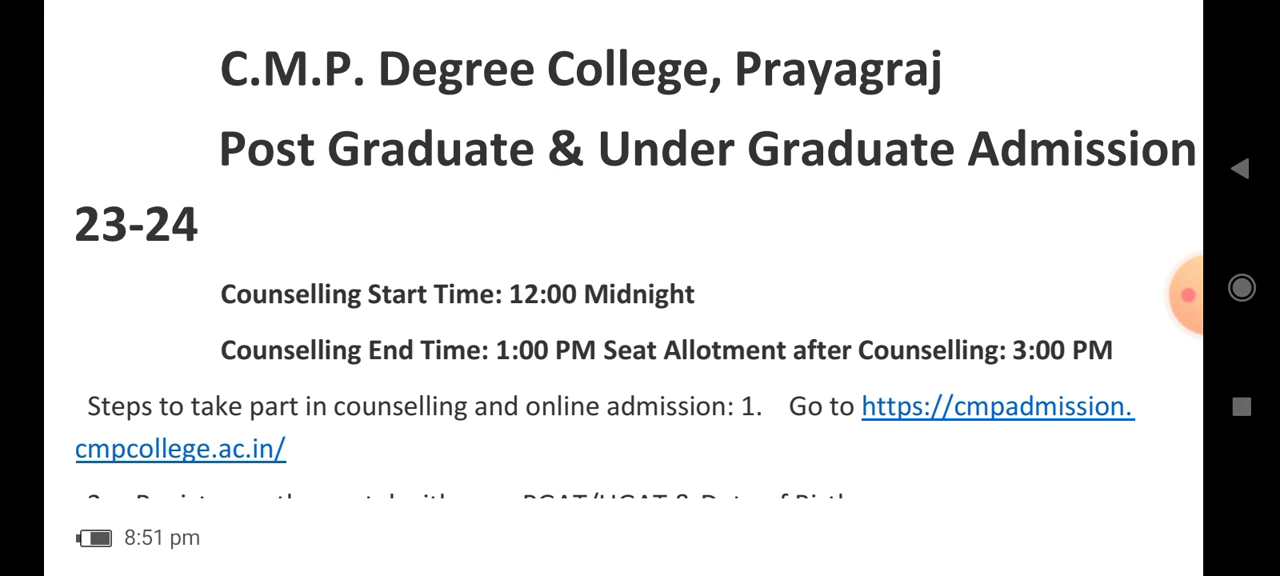 C.M.P. Degree College, Prayagraj
Post Graduate & Under Graduate Admission
23-24
Counselling Start Time: 12:00 Midnight
Counselling End Time: 1:00 PM Seat Allotment after Counselling: 3:00 PM
Steps to take part in counselling and online admission: 1. Go to https://cmpadmission.
cmpcollege.ac.in/
8:51 pm